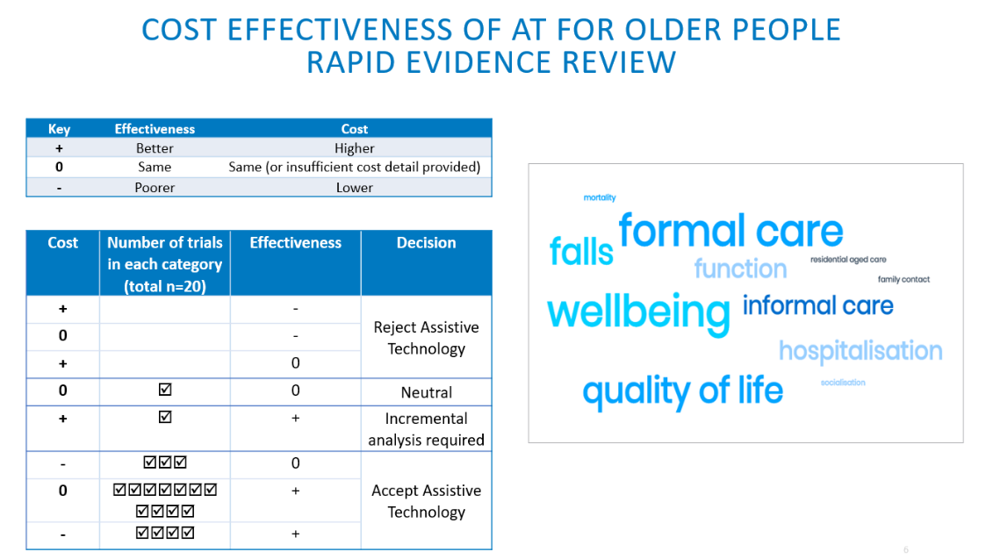 COST EFFECTIVENESS OF AT FOR OLDER PEOPLE
RAPID EVIDENCE REVIEW
Key Effectiveness Cost
+ Better Higher
0 Same Same (or insufficient cost detail provided)
- Poorer Lower
Cost Number of trials in each category (total n=20) Effectiveness Decision
+ -
0 -
+ 0
Reject Assistive
Technology
0 ☑ 0 Neutral
+ ☑ + Incremental
analysis required
- ☑☑☑ 0
0 ☑☑☑☑☑☑☑ +
☑☑☑☑
- ☑☑☑☑ +
Accept Assistive
Technology
mortality
formal care
falls
function
residential aged care
family contact
wellbeing
informal care
hospitalisation
quality of life
socialisation
6